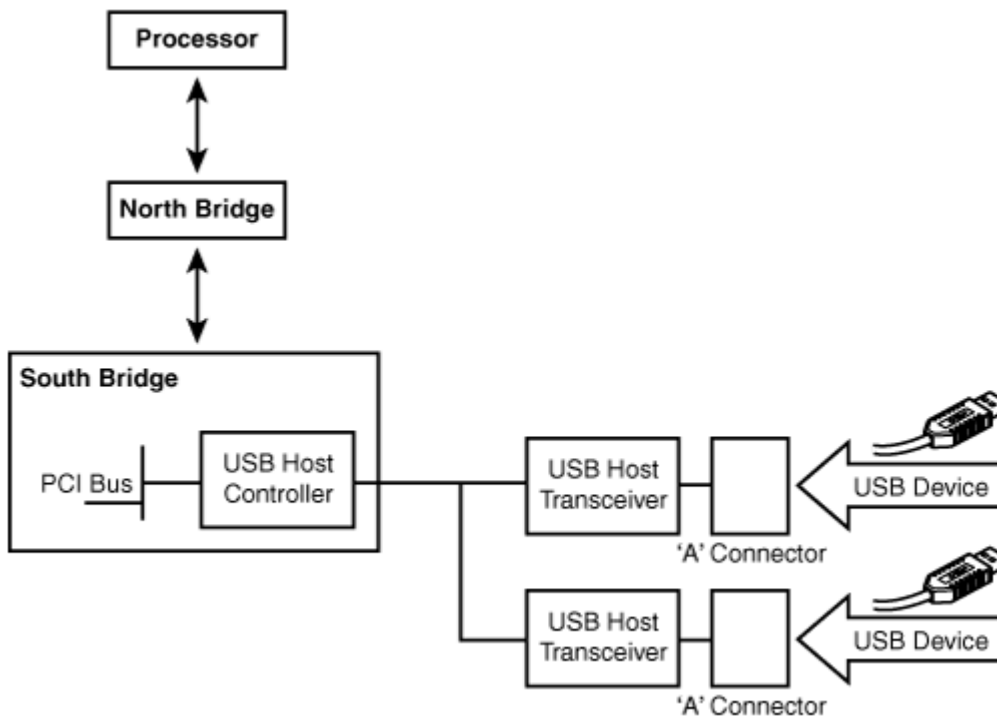 Processor
North Bridge
South Bridge
PCI Bus
USB Host
Controller
USB Host
Transceiver
'A' Connector
USB Device
USB Host
Transceiver
'A' Connector
USB Device